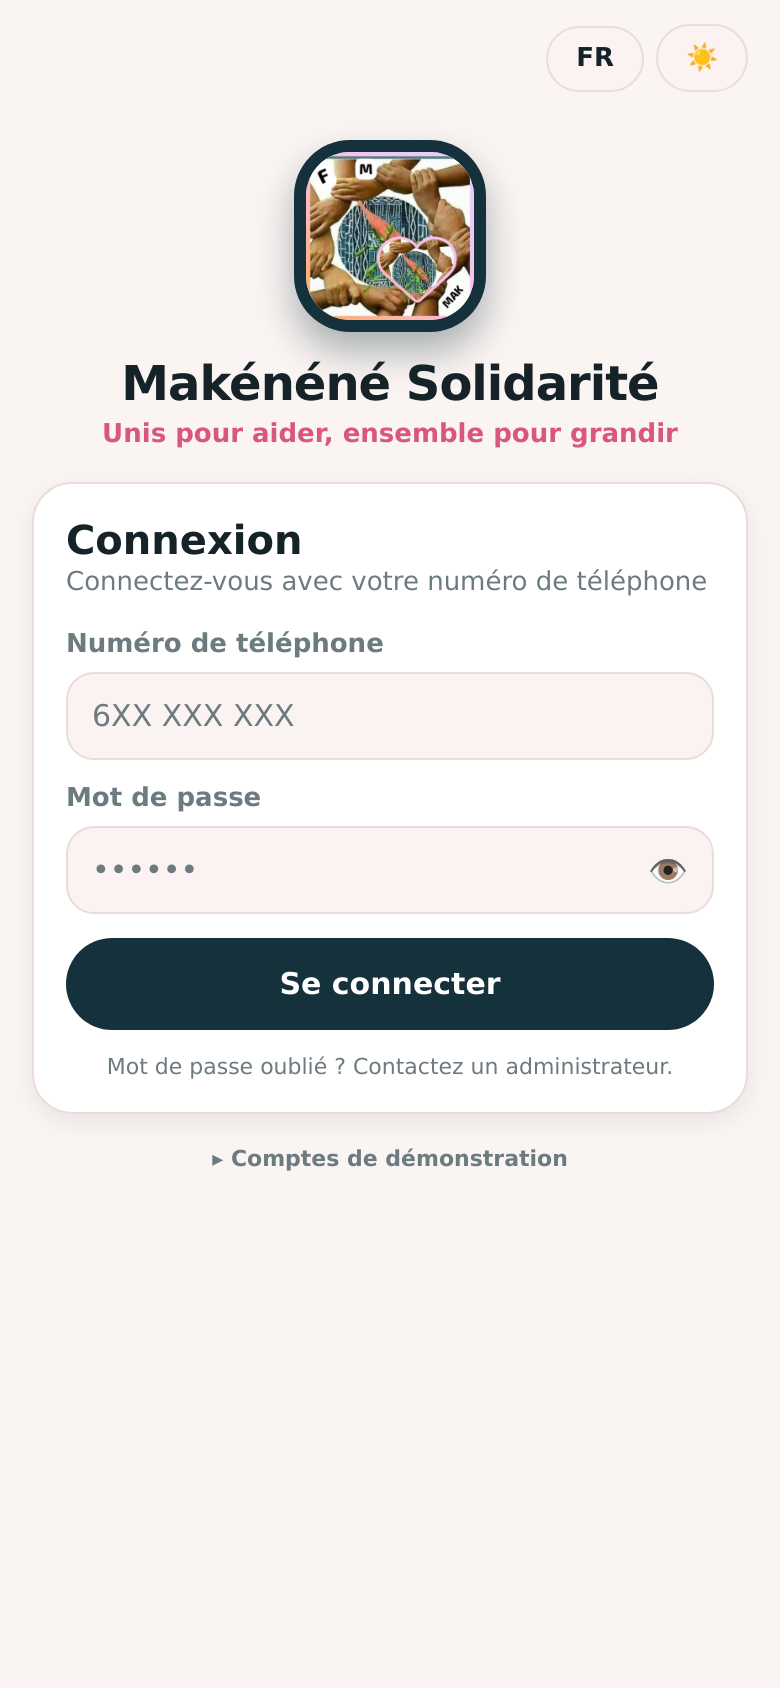 FR
F
M
MAK
Makénéné Solidarité
Unis pour aider, ensemble pour grandir
Connexion
Connectez-vous avec votre numéro de téléphone
Numéro de téléphone
6XX XXX XXX
Mot de passe
••••••
Se connecter
Mot de passe oublié ? Contactez un administrateur.
▸ Comptes de démonstration